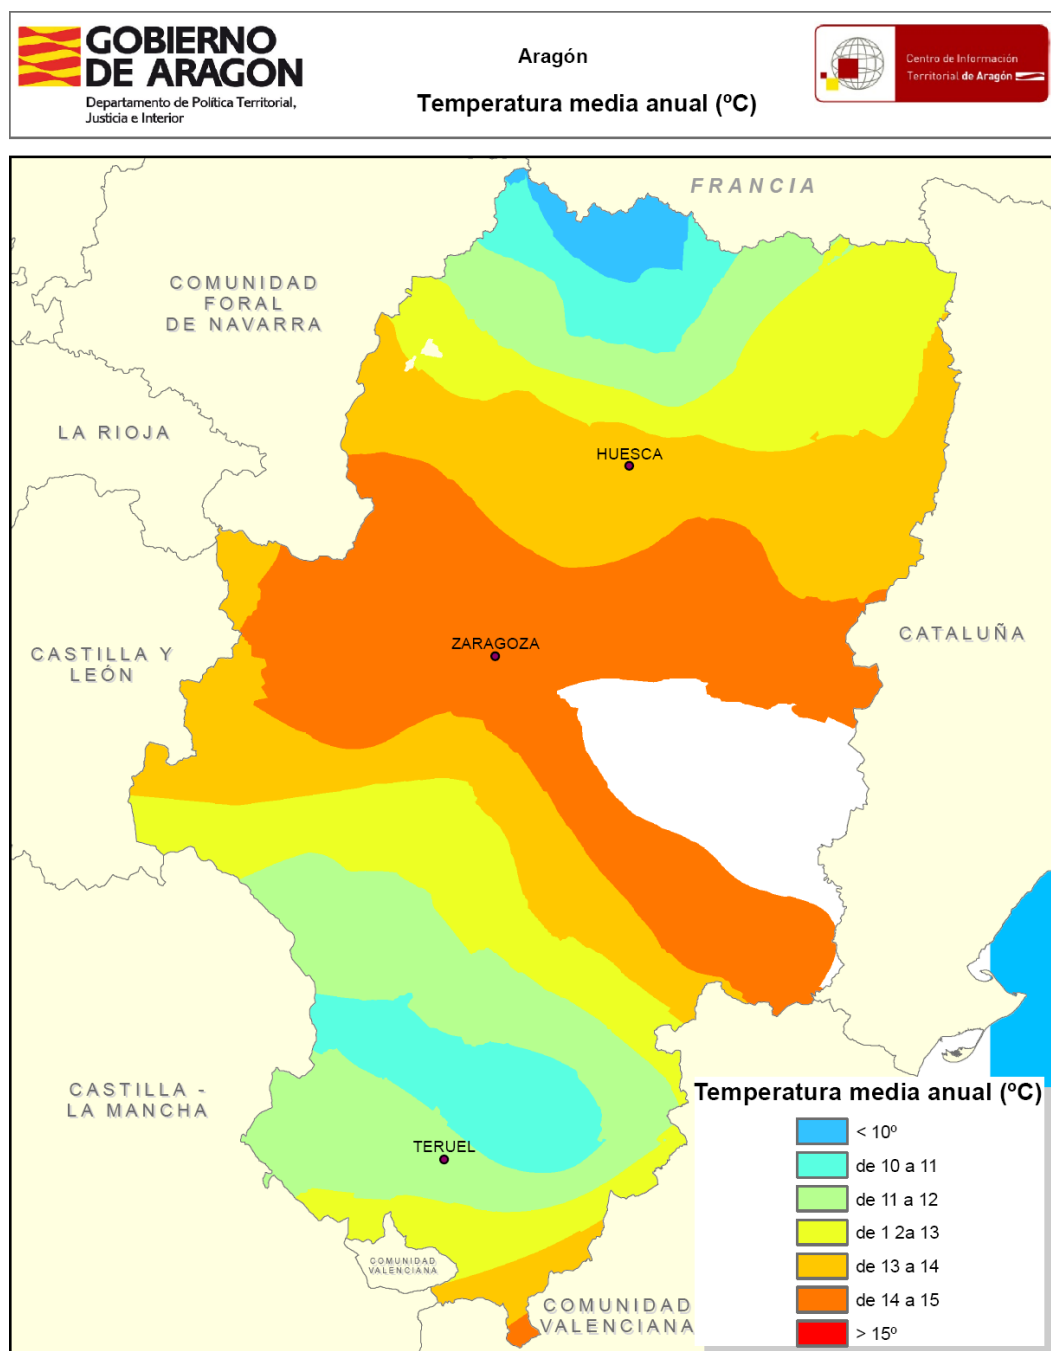 GOBIERNO
DE ARAGON
Departamento de Política Territorial,
Justicia e Interior
Aragón
Temperatura media anual (ºC)
Centro de Información
Territorial de Aragón
FRANCIA
COMUNIDAD
FORAL
DE NAVARRA
LA RIOJA
HUESCA
CASTILLA Y
LEÓN
ZARAGOZA
CATALUÑA
CASTILLA -
LA MANCHA
TERUEL
COMUNIDAD
VALENCIANA
COMUNIDAD
VALENCIANA
Temperatura media anual (ºC)
< 10º
de 10 a 11
de 11 a 12
de 1 2a 13
de 13 a 14
de 14 a 15
> 15º